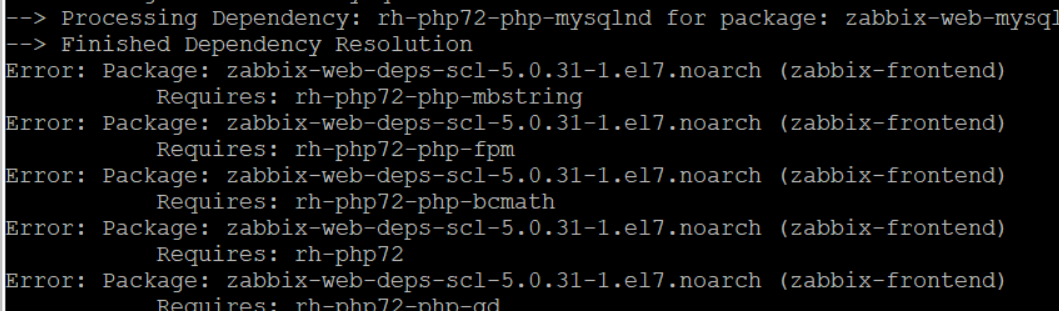 --> Processing Dependency: rh-php72-php-mysqlnd for package: zabbix-web-mysql
--> Finished Dependency Resolution
Error: Package: zabbix-web-deps-scl-5.0.31-1.el7.noarch (zabbix-frontend)
Requires: rh-php72-php-mbstring
Error: Package: zabbix-web-deps-scl-5.0.31-1.el7.noarch (zabbix-frontend)
Requires: rh-php72-php-fpm
Error: Package: zabbix-web-deps-scl-5.0.31-1.el7.noarch (zabbix-frontend)
Requires: rh-php72-php-bcmath
Error: Package: zabbix-web-deps-scl-5.0.31-1.el7.noarch (zabbix-frontend)
Requires: rh-php72
Error: Package: zabbix-web-deps-scl-5.0.31-1.el7.noarch (zabbix-frontend)
Requires: rh-php72-php-gd